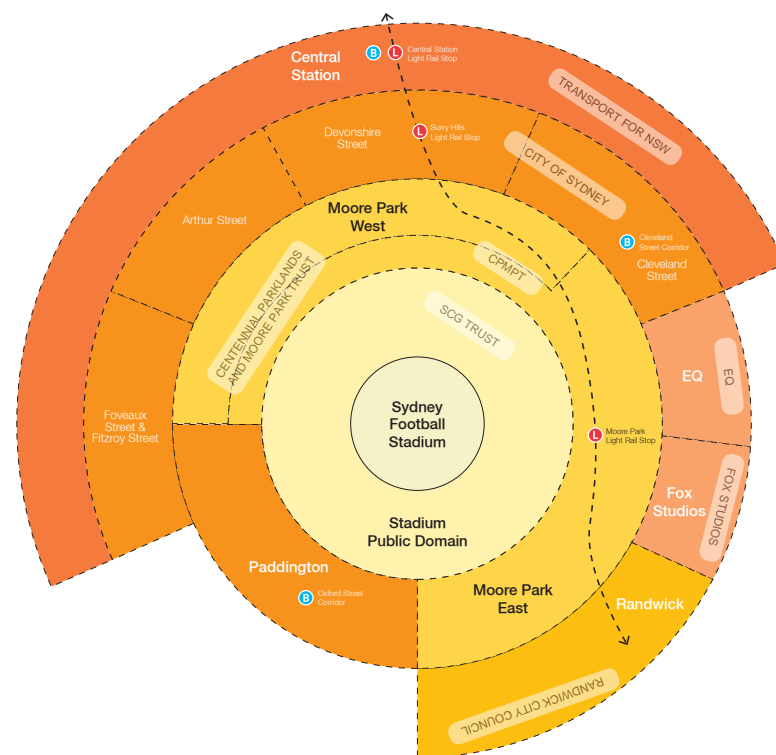 Central
Station
B
L
Central Station
Light Rail Stop
TRANSPORT FOR NSW
Devonshire
Street
L
Surry Hills
Light Rail Stop
CITY OF SYDNEY
Arthur Street
Moore Park
West
B
Cleveland
Street Corridor
Cleveland
Street
CENTENNIAL PARKLANDS
AND MOORE PARK TRUST
CPMPT
SCG TRUST
EQ
EQ
Foveaux
Street &
Fitzroy Street
Sydney
Football
Stadium
L
Moore Park
Light Rail Stop
Fox
Studios
FOX STUDIOS
Stadium
Public Domain
Paddington
B
Oxford Street
Corridor
Moore Park
East
Randwick
RANDWICK CITY COUNCIL